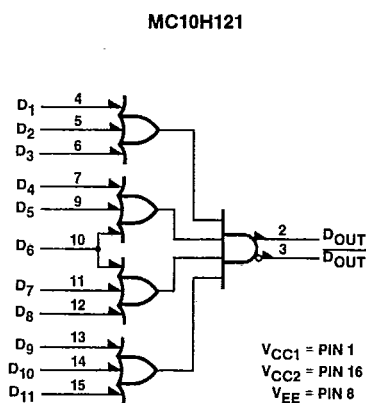 MC10H121
D1 4
D2 5
D3 6
D4 7
D5 9
D6 10
D7 11
D8 12
D9 13
D10 14
D11 15
2 DOUT
3 DOUT
VCC1 = PIN 1
VCC2 = PIN 16
VEE = PIN 8